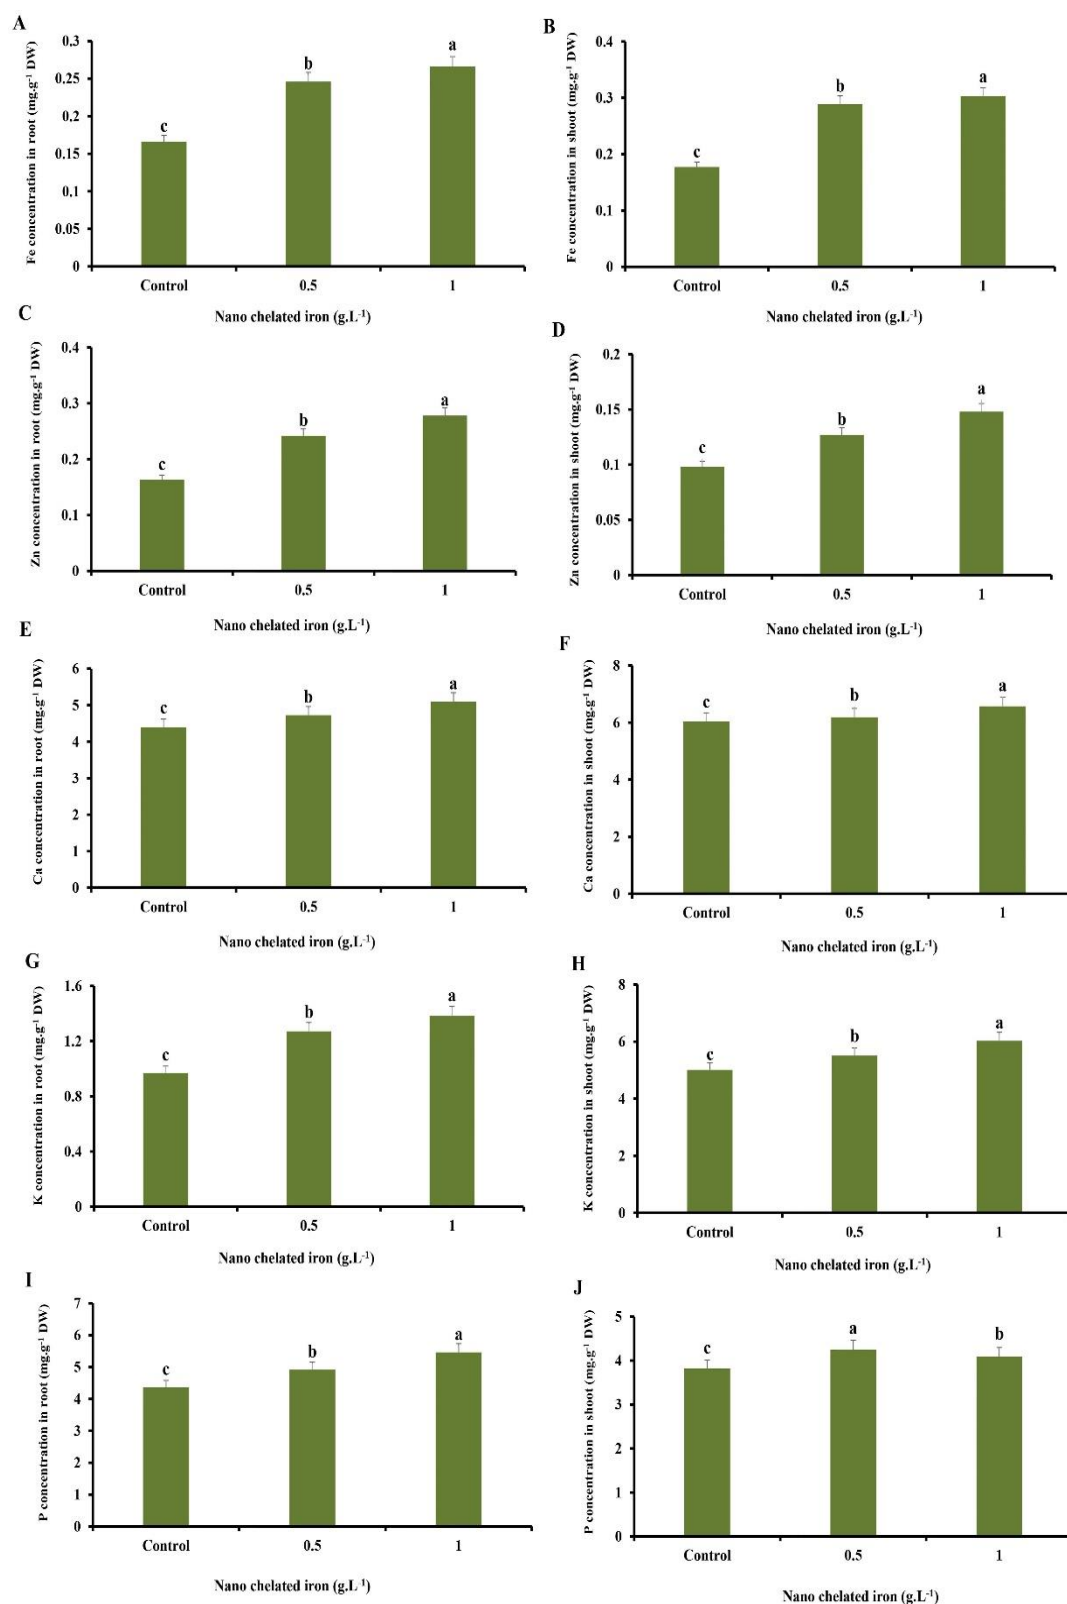 A
Fe concentration in root (mg.g⁻¹ DW)
0.3
0.25
0.2
0.15
0.1
0.05
0
c
b
a
Control
0.5
1
Nano chelated iron (g.L⁻¹)
B
Fe concentration in shoot (mg.g⁻¹ DW)
0.4
0.3
0.2
0.1
0
c
b
a
Control
0.5
1
Nano chelated iron (g.L⁻¹)
C
Zn concentration in root (mg.g⁻¹ DW)
0.4
0.3
0.2
0.1
0
c
b
a
Control
0.5
1
Nano chelated iron (g.L⁻¹)
D
Zn concentration in shoot (mg.g⁻¹ DW)
0.2
0.15
0.1
0.05
0
c
b
a
Control
0.5
1
Nano chelated iron (g.L⁻¹)
E
Ca concentration in root (mg.g⁻¹ DW)
6
5
4
3
2
1
0
c
b
a
Control
0.5
1
Nano chelated iron (g.L⁻¹)
F
Ca concentration in shoot (mg.g⁻¹ DW)
8
6
4
2
0
c
b
a
Control
0.5
1
Nano chelated iron (g.L⁻¹)
G
K concentration in root (mg.g⁻¹ DW)
1.6
1.2
0.8
0.4
0
c
b
a
Control
0.5
1
Nano chelated iron (g.L⁻¹)
H
K concentration in shoot (mg.g⁻¹ DW)
8
6
4
2
0
c
b
a
Control
0.5
1
Nano chelated iron (g.L⁻¹)
I
P concentration in root (mg.g⁻¹ DW)
7
6
5
4
3
2
1
0
c
b
a
Control
0.5
1
Nano chelated iron (g.L⁻¹)
J
P concentration in shoot (mg.g⁻¹ DW)
5
4
3
2
1
0
c
a
b
Control
0.5
1
Nano chelated iron (g.L⁻¹)